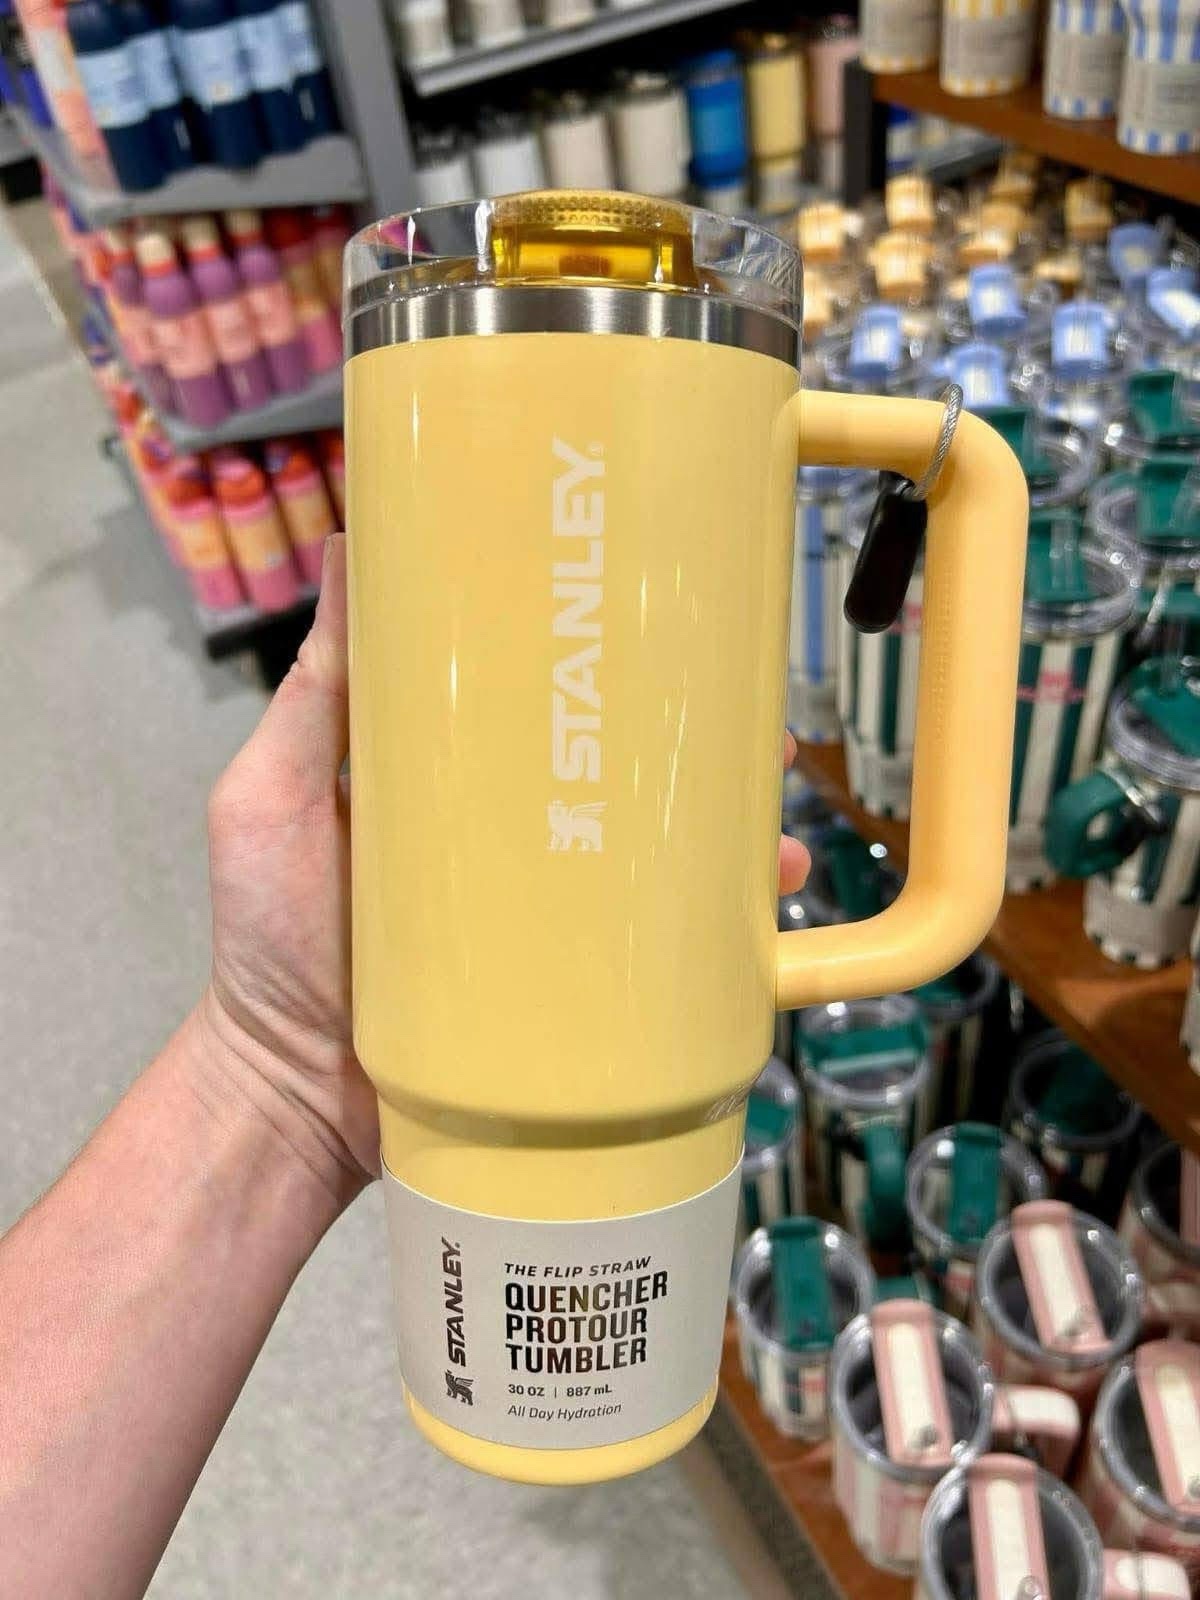 STANLEY®
STANLEY®
THE FLIP STRAW
QUENCHER
PROTOUR
TUMBLER
30 OZ | 887 mL
All Day Hydration